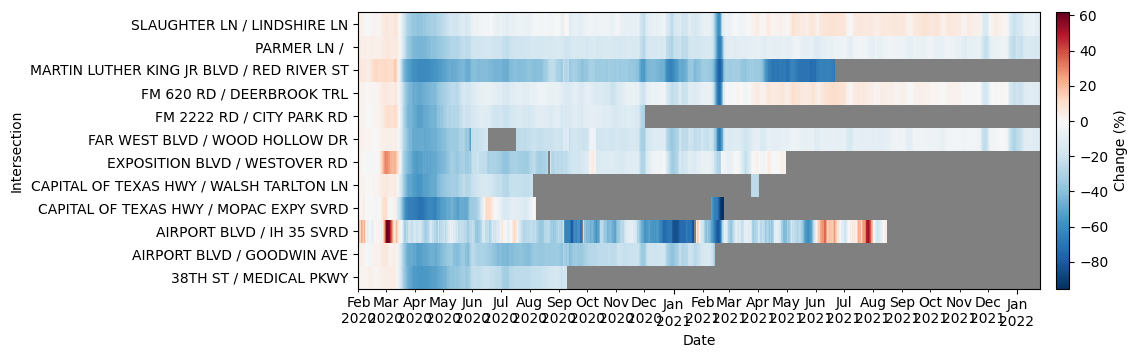 SLAUGHTER LN / LINDSHIRE LN
PARMER LN /
MARTIN LUTHER KING JR BLVD / RED RIVER ST
FM 620 RD / DEERBROOK TRL
FM 2222 RD / CITY PARK RD
FAR WEST BLVD / WOOD HOLLOW DR
EXPOSITION BLVD / WESTOVER RD
CAPITAL OF TEXAS HWY / WALSH TARLTON LN
CAPITAL OF TEXAS HWY / MOPAC EXPY SVRD
AIRPORT BLVD / IH 35 SVRD
AIRPORT BLVD / GOODWIN AVE
38TH ST / MEDICAL PKWY
Intersection
Feb Mar Apr May Jun Jul Aug Sep Oct Nov Dec Jan Feb Mar Apr May Jun Jul Aug Sep Oct Nov Dec Jan
2020 2020 2020 2020 2020 2020 2020 2020 2020 2020 2020 2021 2021 2021 2021 2021 2021 2021 2021 2021 2021 2021 2021 2022
Date
60
40
20
0
−20
−40
−60
−80
Change (%)